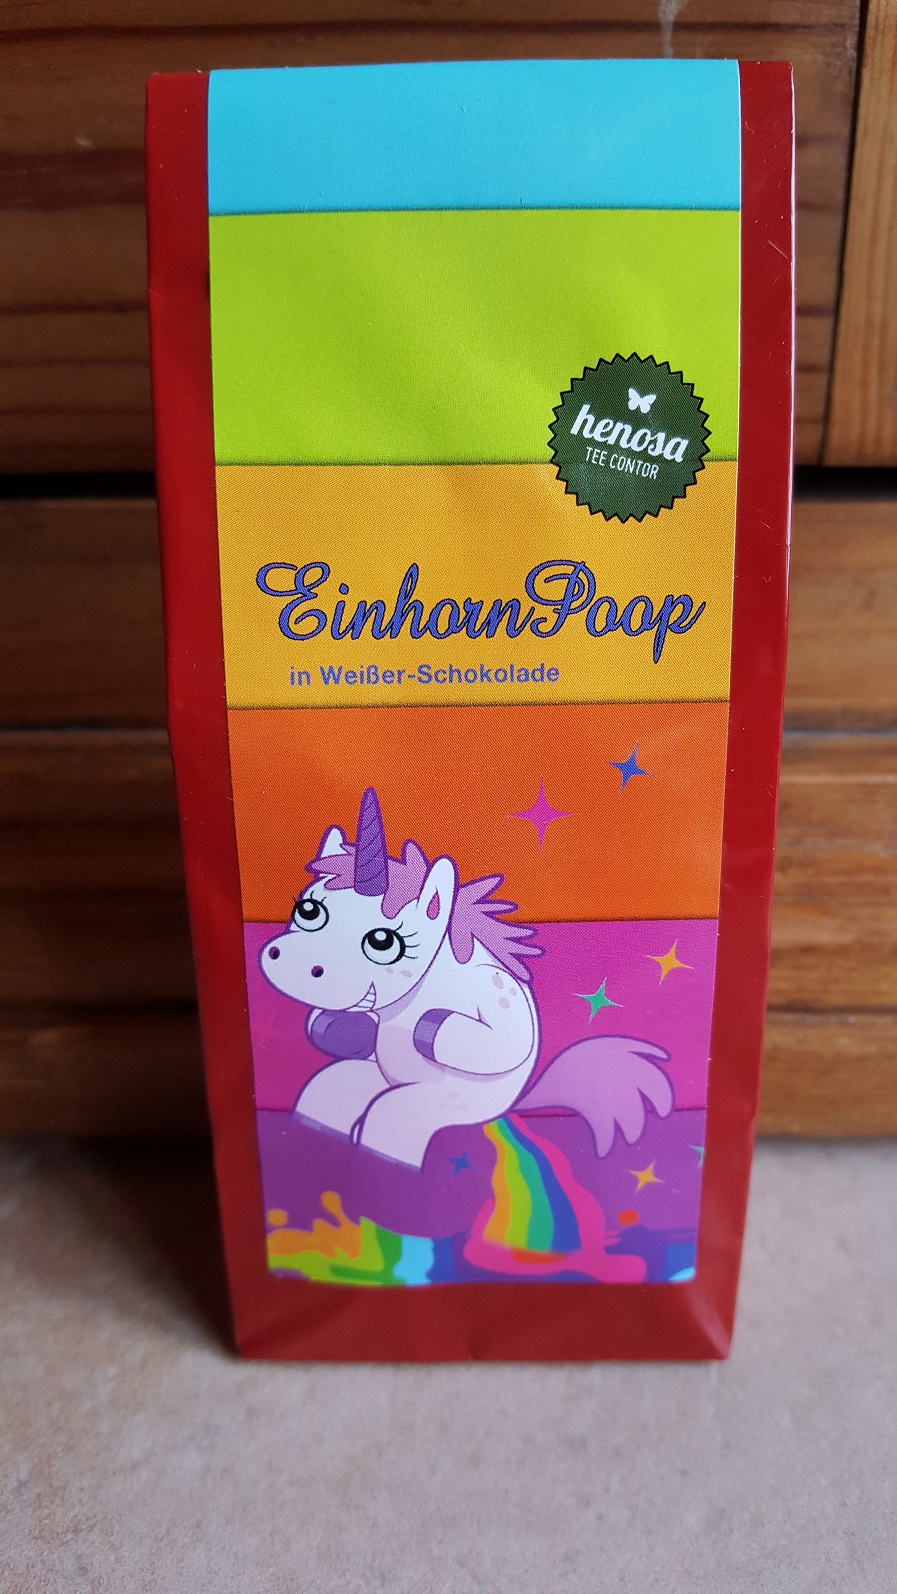 henosa
TEE CONTOR
EinhornPoop
in Weißer-Schokolade